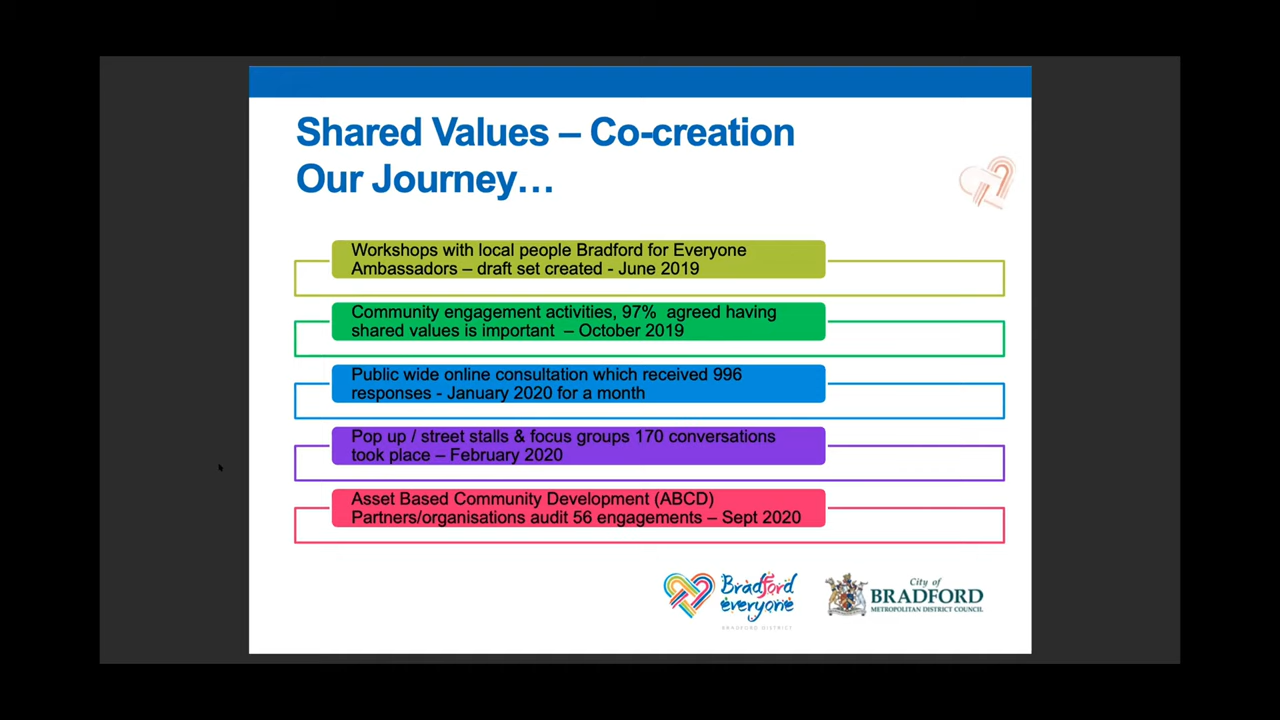 Shared Values – Co-creation
Our Journey…
Workshops with local people Bradford for Everyone
Ambassadors – draft set created - June 2019
Community engagement activities, 97%  agreed having
shared values is important  – October 2019
Public wide online consultation which received 996
responses - January 2020 for a month
Pop up / street stalls & focus groups 170 conversations
took place – February 2020
Asset Based Community Development (ABCD)
Partners/organisations audit 56 engagements – Sept 2020
Bradford
for everyone
BRADFORD DISTRICT
City of
BRADFORD
METROPOLITAN DISTRICT COUNCIL